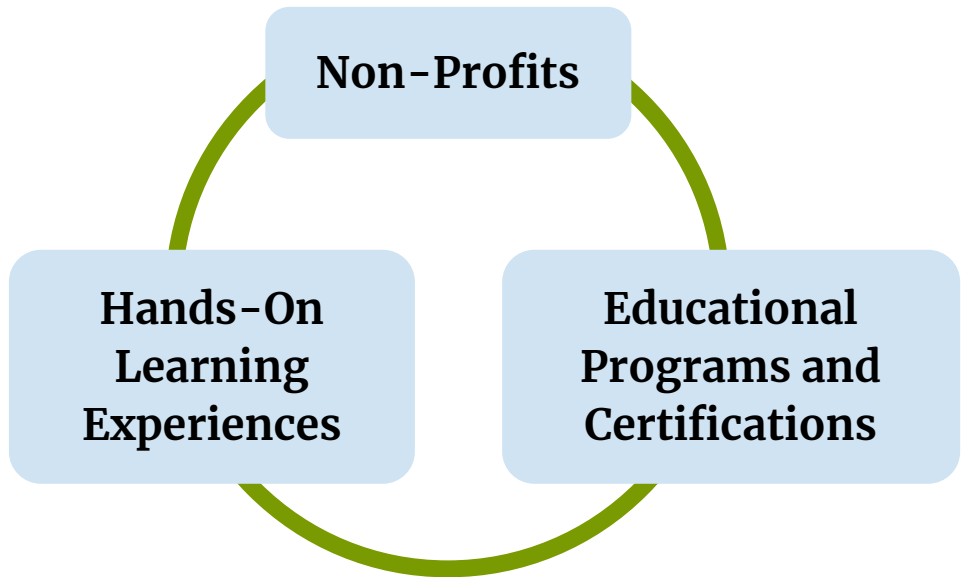 Non-Profits
Hands-On
Learning
Experiences
Educational
Programs and
Certifications